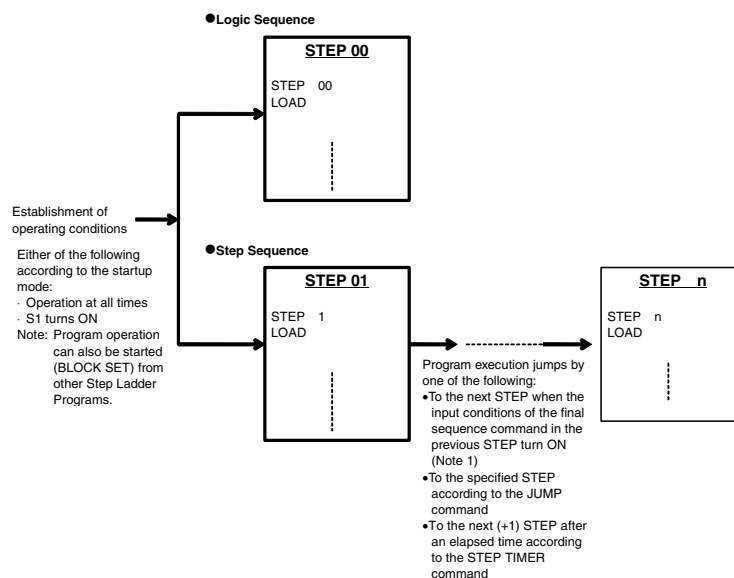 ●Logic Sequence
STEP 00
STEP 00
LOAD
Establishment of
operating conditions
Either of the following
according to the startup
mode:
· Operation at all times
· S1 turns ON
Note: Program operation
can also be started
(BLOCK SET) from
other Step Ladder
Programs.
●Step Sequence
STEP 01
STEP 1
LOAD
Program execution jumps by
one of the following:
•To the next STEP when the
input conditions of the final
sequence command in the
previous STEP turn ON
(Note 1)
•To the specified STEP
according to the JUMP
command
•To the next (+1) STEP after
an elapsed time according
to the STEP TIMER
command
STEP n
STEP n
LOAD